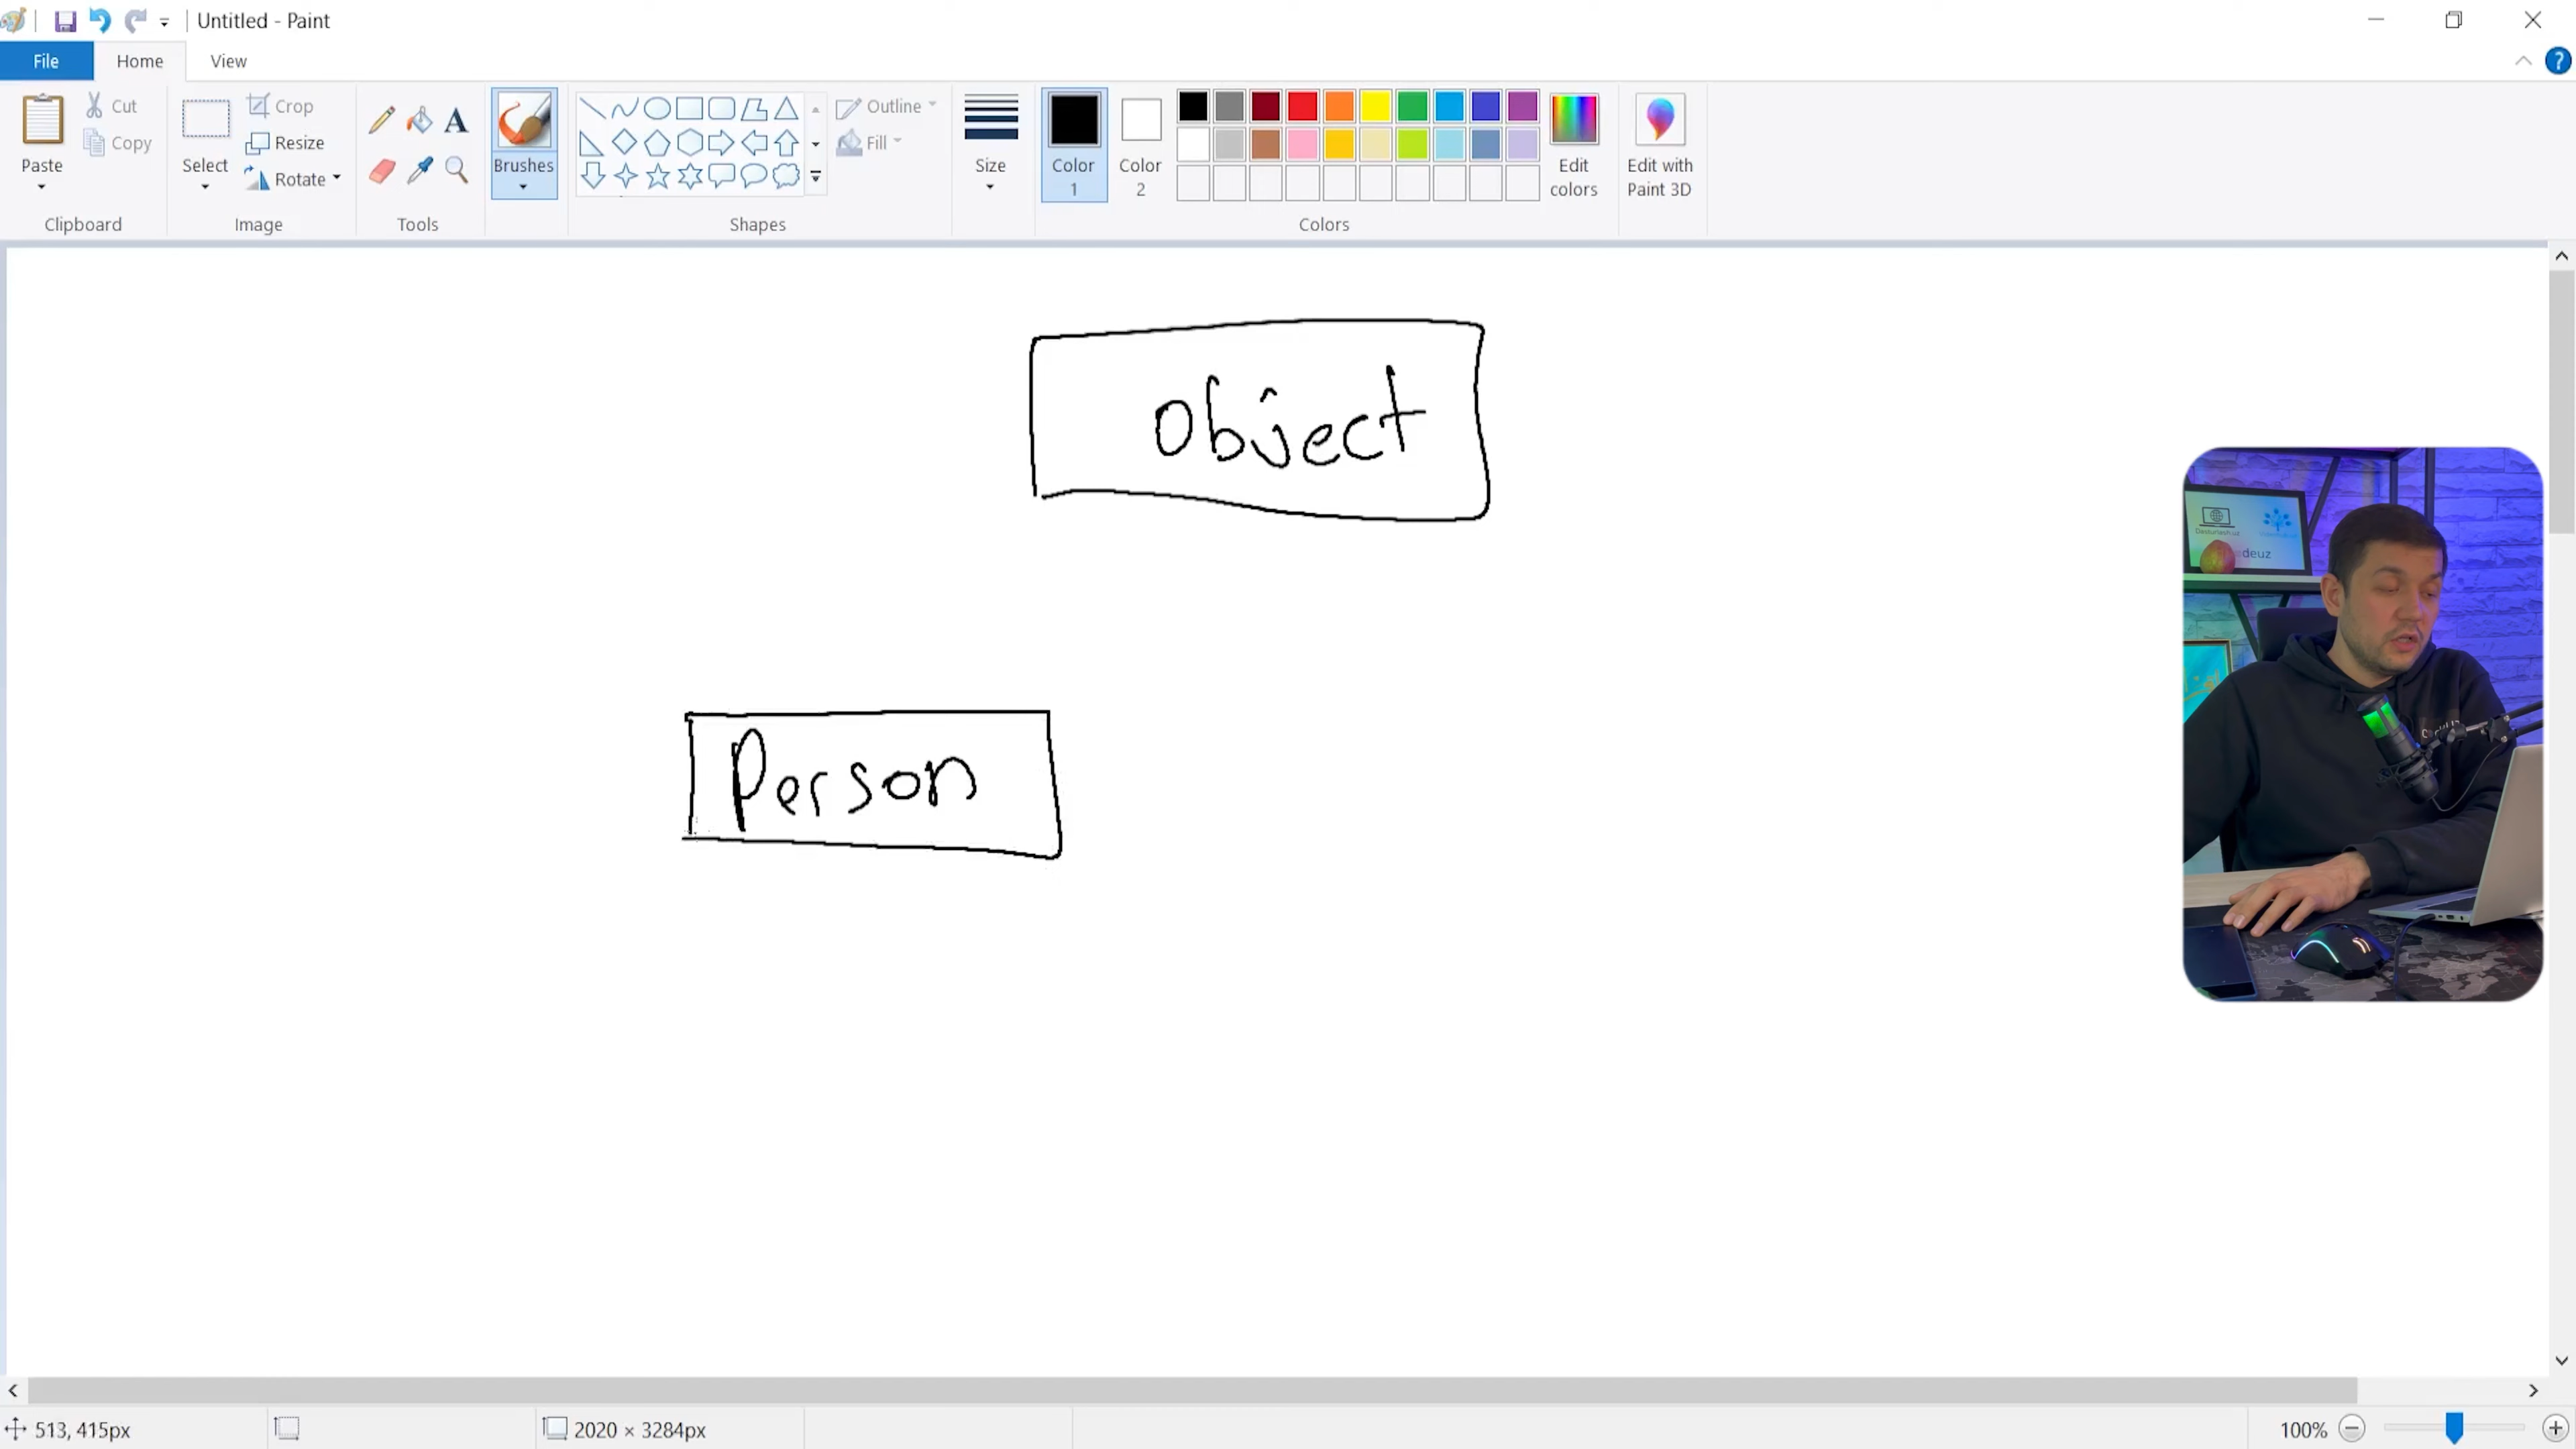 Untitled - Paint
File Home View
Paste
Cut
Copy
Clipboard
Select
Crop
Resize
Rotate
Image
Tools
Brushes
Shapes
Outline
Fill
Size
Color 1
Color 2
Colors
Edit colors
Edit with Paint 3D
object
Person
deuz
513, 415px
2020 × 3284px
100%